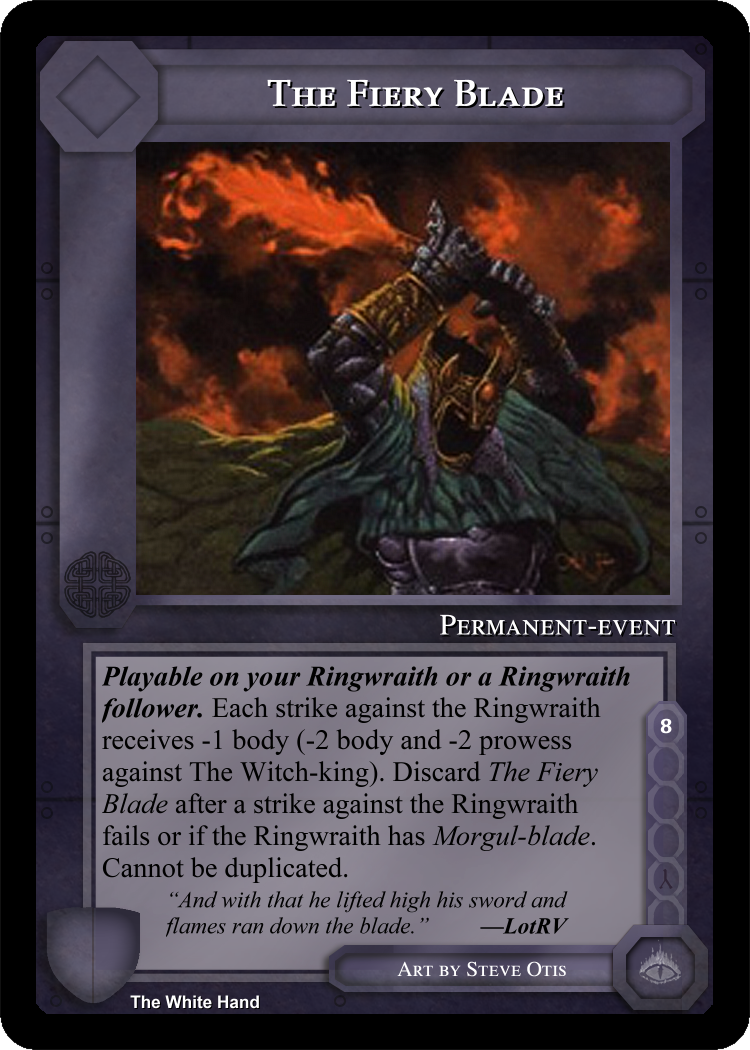 The Fiery Blade
Permanent-event
Playable on your Ringwraith or a Ringwraith
follower. Each strike against the Ringwraith
receives -1 body (-2 body and -2 prowess
against The Witch-king). Discard The Fiery
Blade after a strike against the Ringwraith
fails or if the Ringwraith has Morgul-blade.
Cannot be duplicated.
8
“And with that he lifted high his sword and
flames ran down the blade.” —LotRV
Art by Steve Otis
The White Hand